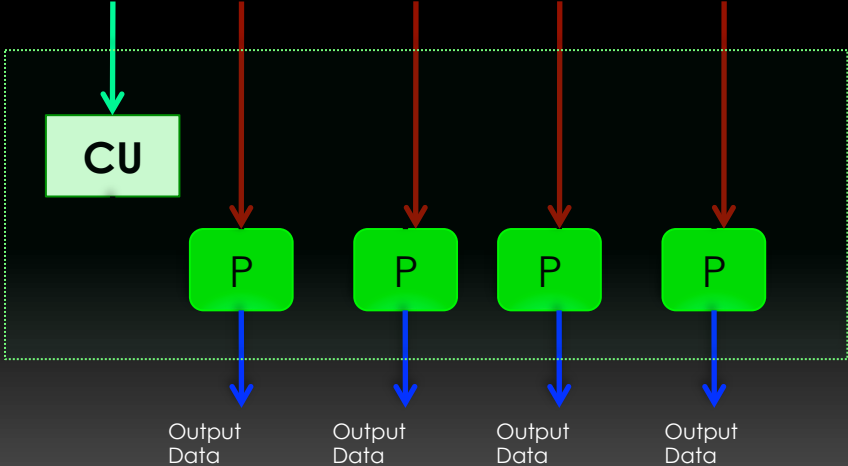 CU
P P P P
Output Output Output Output
Data Data Data Data